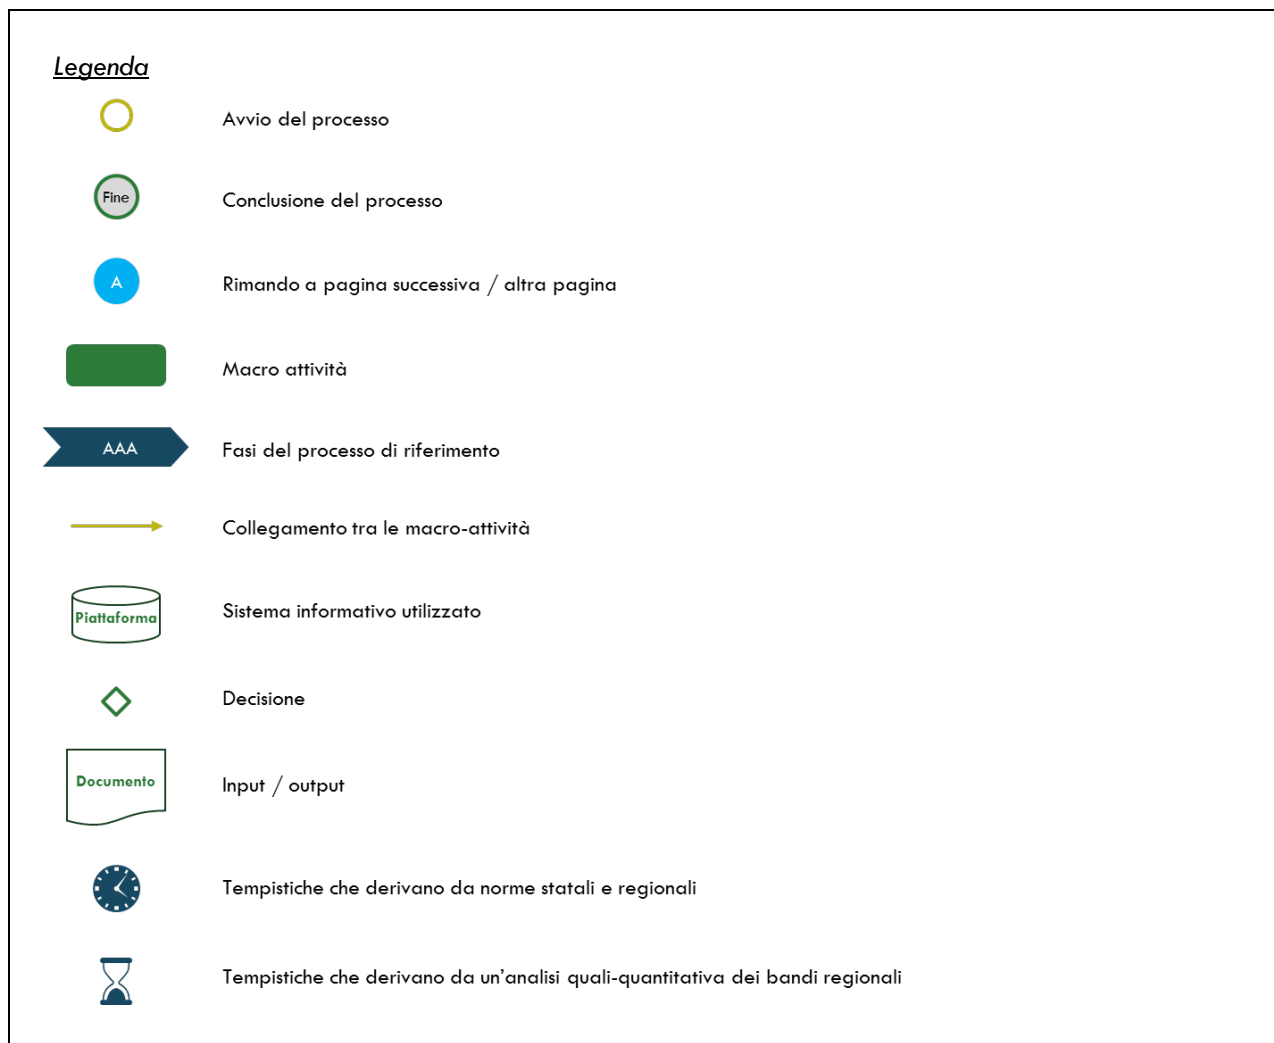 Legenda
Avvio del processo
Fine
Conclusione del processo
A
Rimando a pagina successiva / altra pagina
Macro attività
AAA
Fasi del processo di riferimento
Collegamento tra le macro-attività
Piattaforma
Sistema informativo utilizzato
Decisione
Documento
Input / output
Tempistiche che derivano da norme statali e regionali
Tempistiche che derivano da un'analisi quali-quantitativa dei bandi regionali